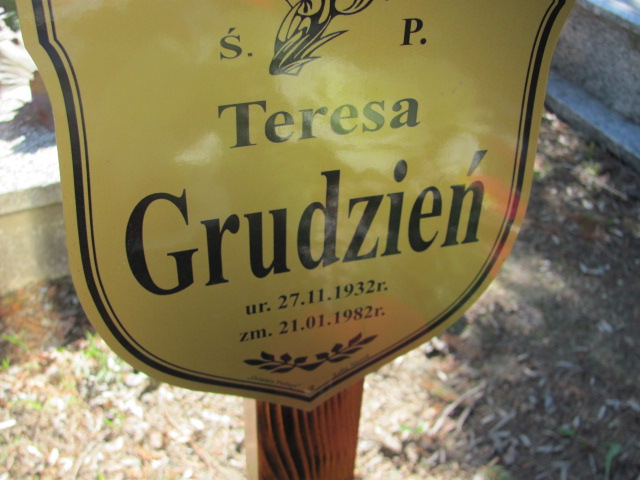 Ś. P.
Teresa
Grudzień
ur. 27.11.1932r.
zm. 21.01.1982r.